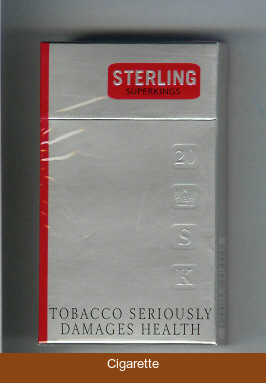 STERLING
SUPERKINGS
20
S
K
TOBACCO SERIOUSLY
DAMAGES HEALTH
Cigarette